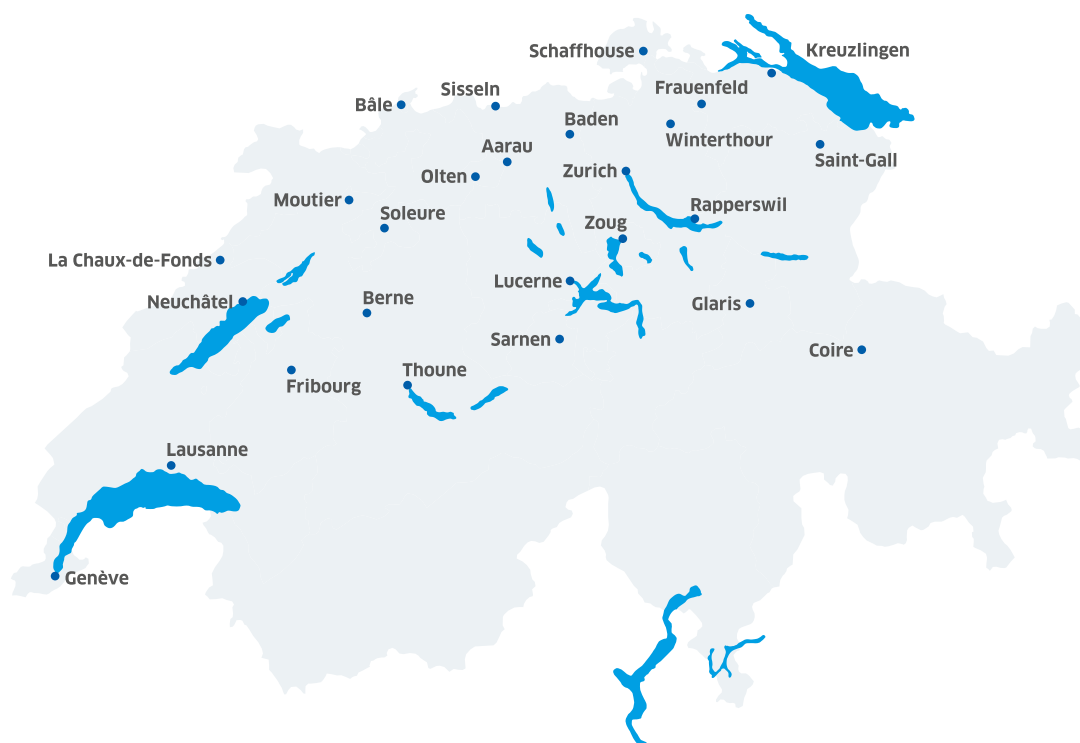 Schaffhouse
Kreuzlingen
Sisseln
Frauenfeld
Bâle
Baden
Winterthour
Aarau
Saint-Gall
Olten
Zurich
Moutier
Rapperswil
Soleure
Zoug
La Chaux-de-Fonds
Lucerne
Neuchâtel
Berne
Glaris
Sarnen
Coire
Thoune
Fribourg
Lausanne
Genève